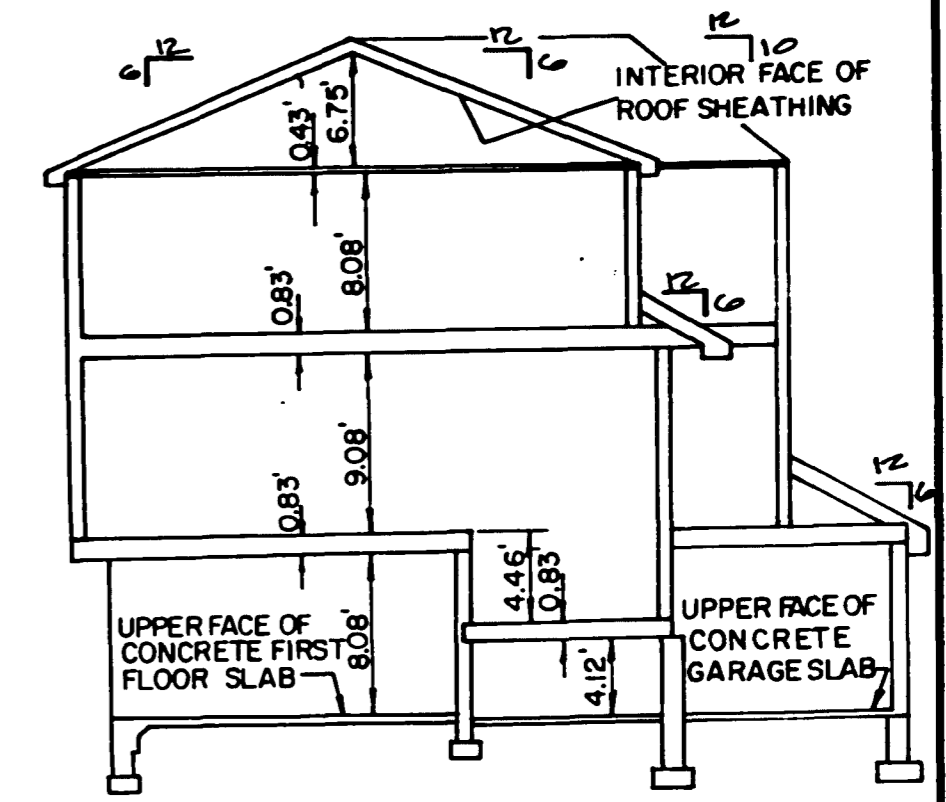 12
6
12
6
12
10
INTERIOR FACE OF
ROOF SHEATHING
0.43'
6.75'
8.08'
0.83'
12
6
9.08'
0.83'
12
6
4.46'
0.83'
UPPER FACE OF
CONCRETE FIRST
FLOOR SLAB
8.08'
4.12'
UPPER FACE OF
CONCRETE
GARAGE SLAB